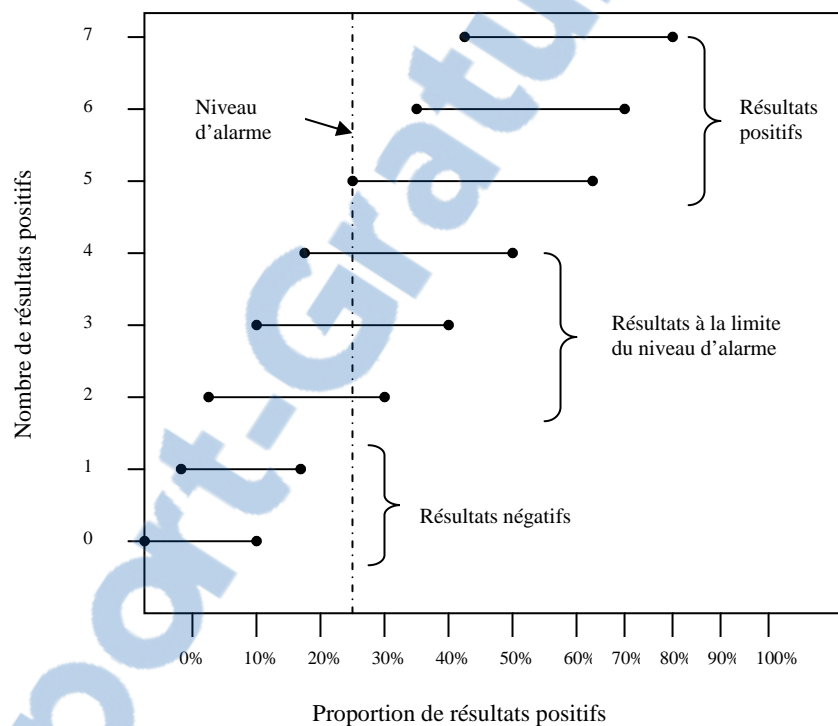 7
6
5
4
3
2
1
0
Nombre de résultats positifs
Niveau
d'alarme
Résultats
positifs
Résultats à la limite
du niveau d'alarme
Résultats négatifs
0% 10% 20% 30% 40% 50% 60% 70% 80% 90% 100%
Proportion de résultats positifs
port-Gratu